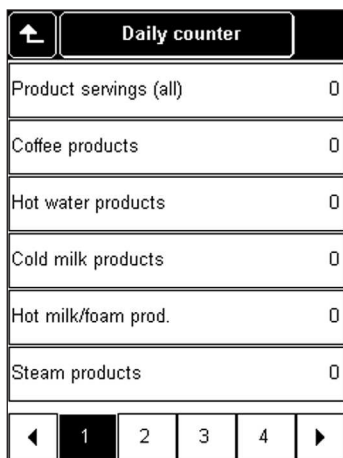 Daily counter
Product servings (all) 0
Coffee products 0
Hot water products 0
Cold milk products 0
Hot milk/foam prod. 0
Steam products 0
1 2 3 4